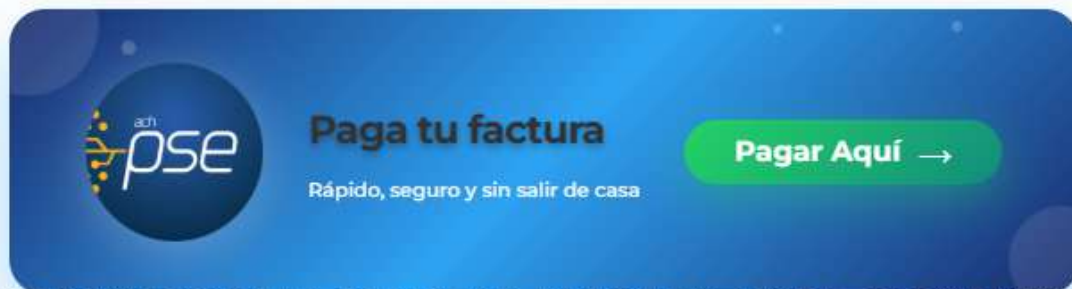 ach
pse
Paga tu factura
Rápido, seguro y sin salir de casa
Pagar Aquí →